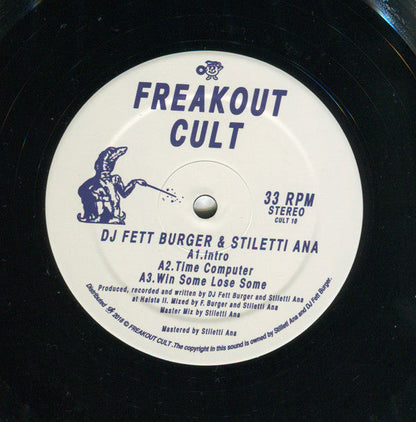 FREAKOUT
CULT
33 RPM
STEREO
CULT 10
DJ FETT BURGER & STILETTI ANA
A1.Intro
A2.Time Computer
A3.Win Some Lose Some
Produced, recorded and written by DJ Fett Burger and Stiletti Ana
at Halsta II. Mixed by F. Burger and Stiletti Ana
Master Mix by Stiletti Ana
Mastered by Stiletti Ana
Distributed ℗ 2018 © FREAKOUT CULT .The copyright in this sound is owned by Stiletti Ana and DJ Fett Burger.